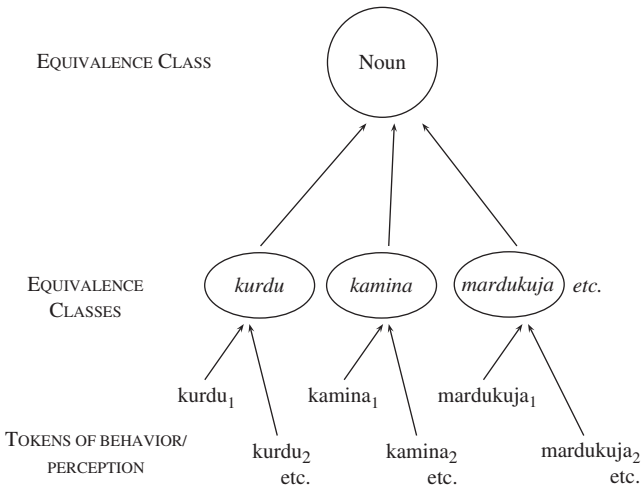 EQUIVALENCE CLASS
Noun
EQUIVALENCE
CLASSES
kurdu kamina mardukuja etc.
kurdu₁ kamina₁ mardukuja₁
TOKENS OF BEHAVIOR/
PERCEPTION
kurdu₂ kamina₂ mardukuja₂
etc. etc. etc.